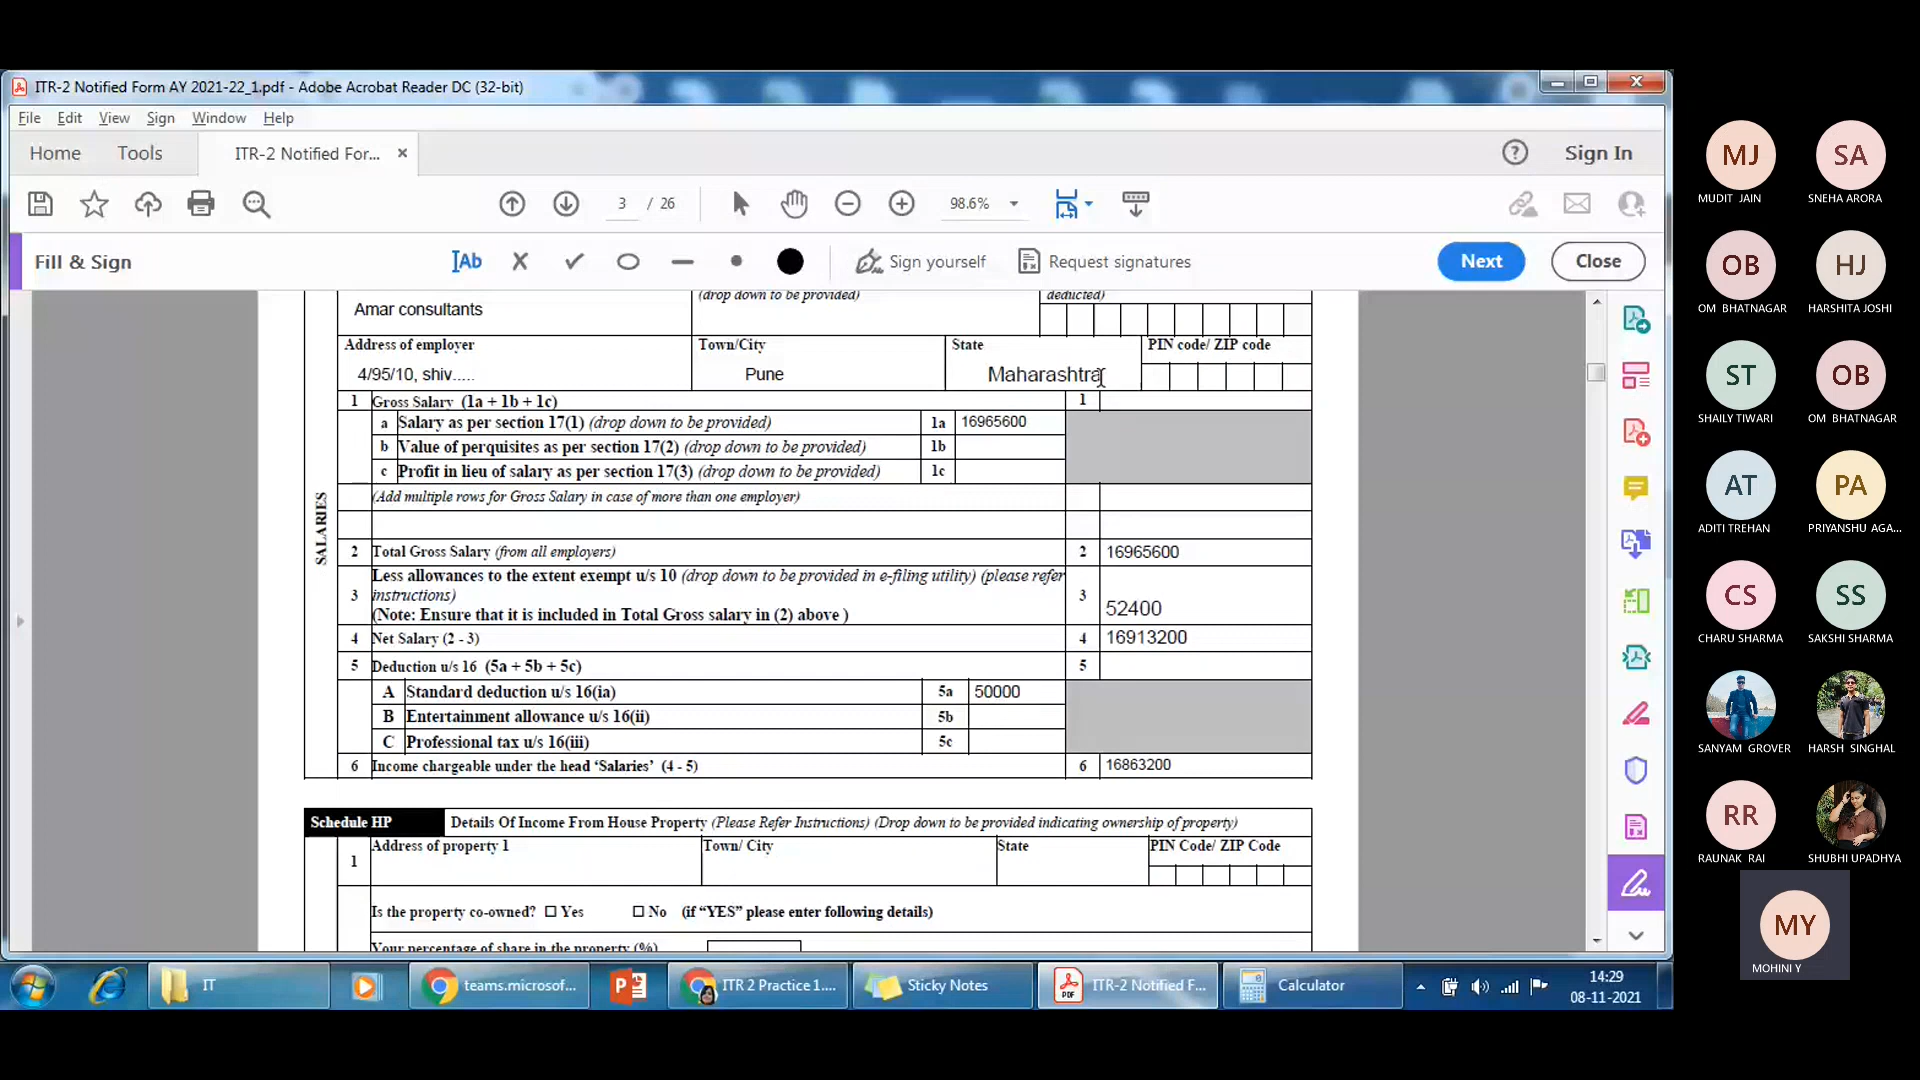 ITR-2 Notified Form AY 2021-22_1.pdf - Adobe Acrobat Reader DC (32-bit)
File Edit View Sign Window Help
Home Tools ITR-2 Notified For... × Sign In
3 / 26 98.6%
Fill & Sign Ab Sign yourself Request signatures Next Close
(drop down to be provided) deducted)
Amar consultants
Address of employer Town/City State PIN code/ ZIP code
4/95/10, shiv..... Pune Maharashtra
1 Gross Salary (1a + 1b + 1c) 1
a Salary as per section 17(1) (drop down to be provided) 1a 16965600
b Value of perquisites as per section 17(2) (drop down to be provided) 1b
c Profit in lieu of salary as per section 17(3) (drop down to be provided) 1c
(Add multiple rows for Gross Salary in case of more than one employer)
2 Total Gross Salary (from all employers) 2 16965600
3 Less allowances to the extent exempt u/s 10 (drop down to be provided in e-filing utility) (please refer
instructions) 3
(Note: Ensure that it is included in Total Gross salary in (2) above ) 52400
4 Net Salary (2 - 3) 4 16913200
5 Deduction u/s 16 (5a + 5b + 5c) 5
A Standard deduction u/s 16(ia) 5a 50000
B Entertainment allowance u/s 16(ii) 5b
C Professional tax u/s 16(iii) 5c
6 Income chargeable under the head ‘Salaries’ (4 - 5) 6 16863200
SALARIES
Schedule HP Details Of Income From House Property (Please Refer Instructions) (Drop down to be provided indicating ownership of property)
1 Address of property 1 Town/ City State PIN Code/ ZIP Code
Is the property co-owned? ☐ Yes ☐ No (if “YES” please enter following details)
Your percentage of share in the property (%)
IT teams.microsof... ITR 2 Practice 1.... Sticky Notes ITR-2 Notified F... Calculator
PDF
14:29
08-11-2021
MJ SA
MUDIT JAIN SNEHA ARORA
OB HJ
OM BHATNAGAR HARSHITA JOSHI
ST OB
SHAILY TIWARI OM BHATNAGAR
AT PA
ADITI TREHAN PRIYANSHU AGA...
CS SS
CHARU SHARMA SAKSHI SHARMA
SANYAM GROVER HARSH SINGHAL
RR
RAUNAK RAI SHUBHI UPADHYA
MY
MOHINI Y